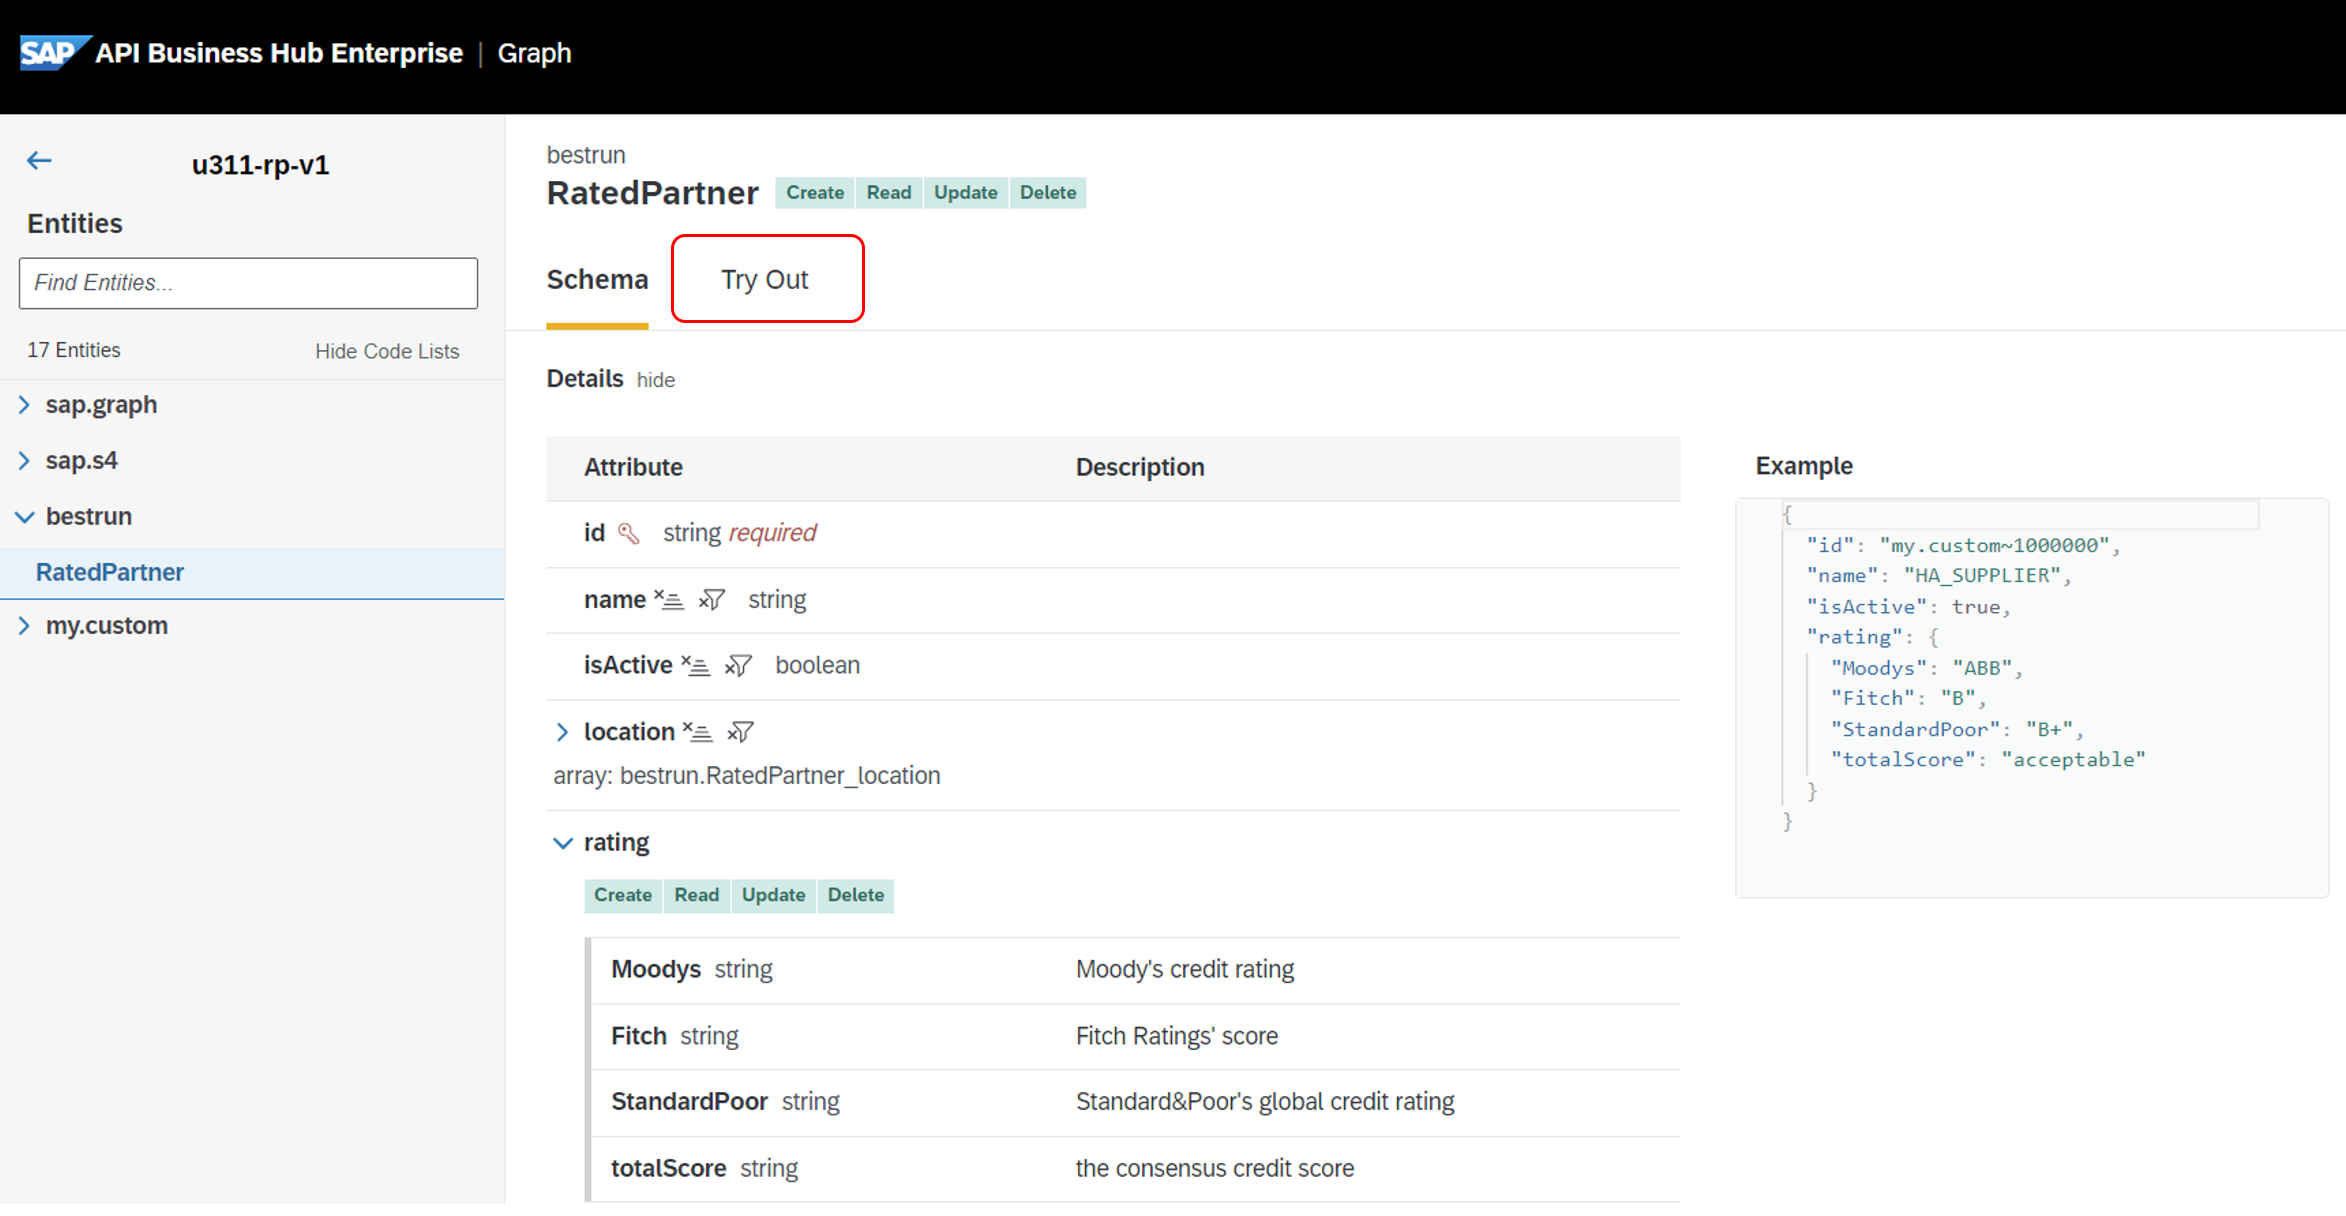 SAP API Business Hub Enterprise | Graph
u311-rp-v1
Entities
Find Entities...
17 Entities Hide Code Lists
sap.graph
sap.s4
bestrun
RatedPartner
my.custom
bestrun
RatedPartner Create Read Update Delete
Schema Try Out
Details hide
Attribute Description
id string required
name string
isActive boolean
location
array: bestrun.RatedPartner_location
rating
Create Read Update Delete
Moodys string Moody's credit rating
Fitch string Fitch Ratings' score
StandardPoor string Standard&Poor's global credit rating
totalScore string the consensus credit score
Example
{
"id": "my.custom~1000000",
"name": "HA_SUPPLIER",
"isActive": true,
"rating": {
"Moodys": "ABB",
"Fitch": "B",
"StandardPoor": "B+",
"totalScore": "acceptable"
}
}